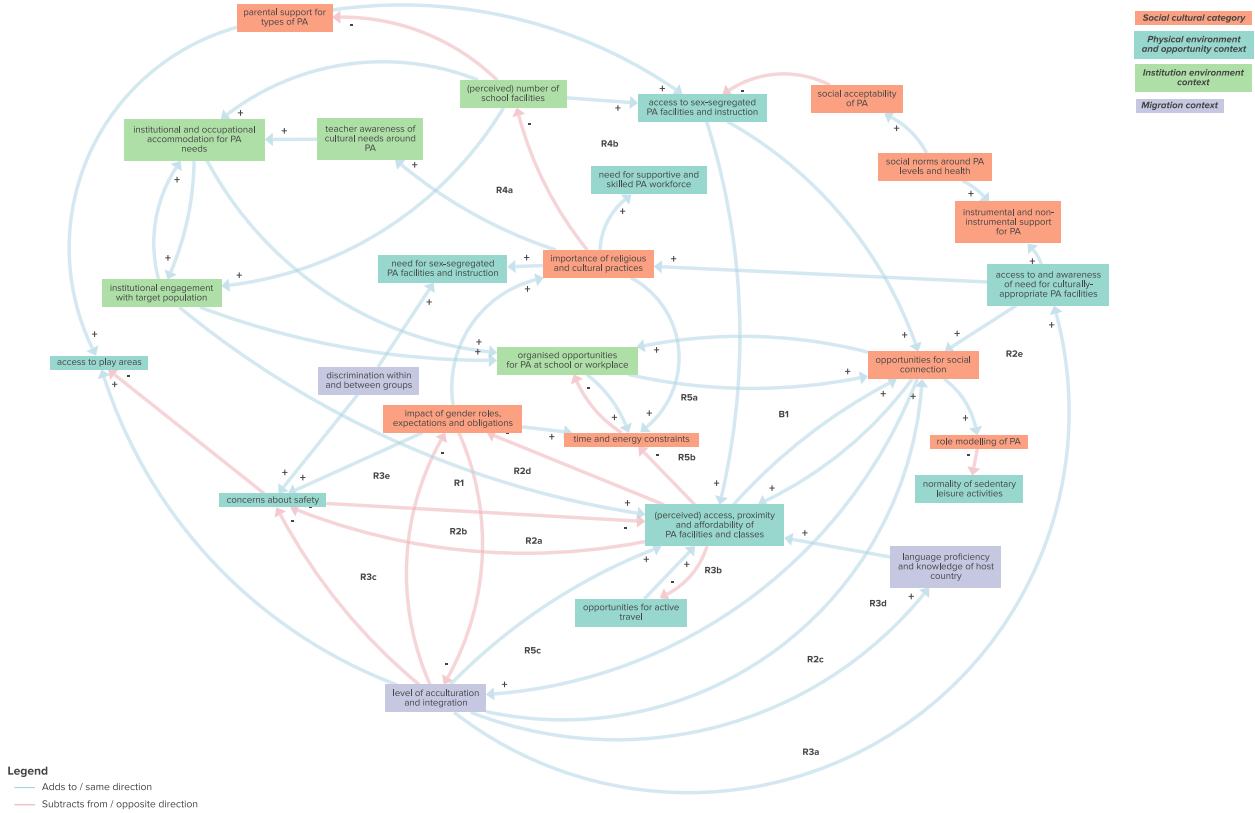 parental support for
types of PA
Social cultural category
Physical environment
and opportunity context
Institution environment
context
Migration context
-
(perceived) number of
school facilities
+
+
access to sex-segregated
PA facilities and instruction
-
social acceptability
of PA
+
-
institutional and occupational
accommodation for PA
needs
+
teacher awareness of
cultural needs around
PA
+
R4b
+
social norms around PA
levels and health
+
need for supportive and
skilled PA workforce
R4a
+
+
instrumental and non-
instrumental support
for PA
+
need for sex-segregated
PA facilities and instruction
+
importance of religious
and cultural practices
+
+
access to and awareness
of need for culturally-
appropriate PA facilities
+
+
institutional engagement
with target population
+
+
+
+
+
+
+
R2e
access to play areas
-
+
organised opportunities
for PA at school or workplace
+
+
opportunities for social
connection
discrimination within
and between groups
-
R5a
+
+
+
impact of gender roles,
expectations and obligations
+
+
B1
+
-
+
time and energy constraints
role modelling of PA
-
-
R5b
-
R3e
R1
R2d
+
+
+
+
normality of sedentary
leisure activities
concerns about safety
-
+
+
(perceived) access, proximity
and affordability of
PA facilities and classes
-
-
R2b
R2a
+
language proficiency
and knowledge of host
country
+
+
R3b
R3c
-
+
opportunities for active
travel
R3d
R5c
R2c
-
level of acculturation
and integration
+
R3a
Legend
Adds to / same direction
Subtracts from / opposite direction